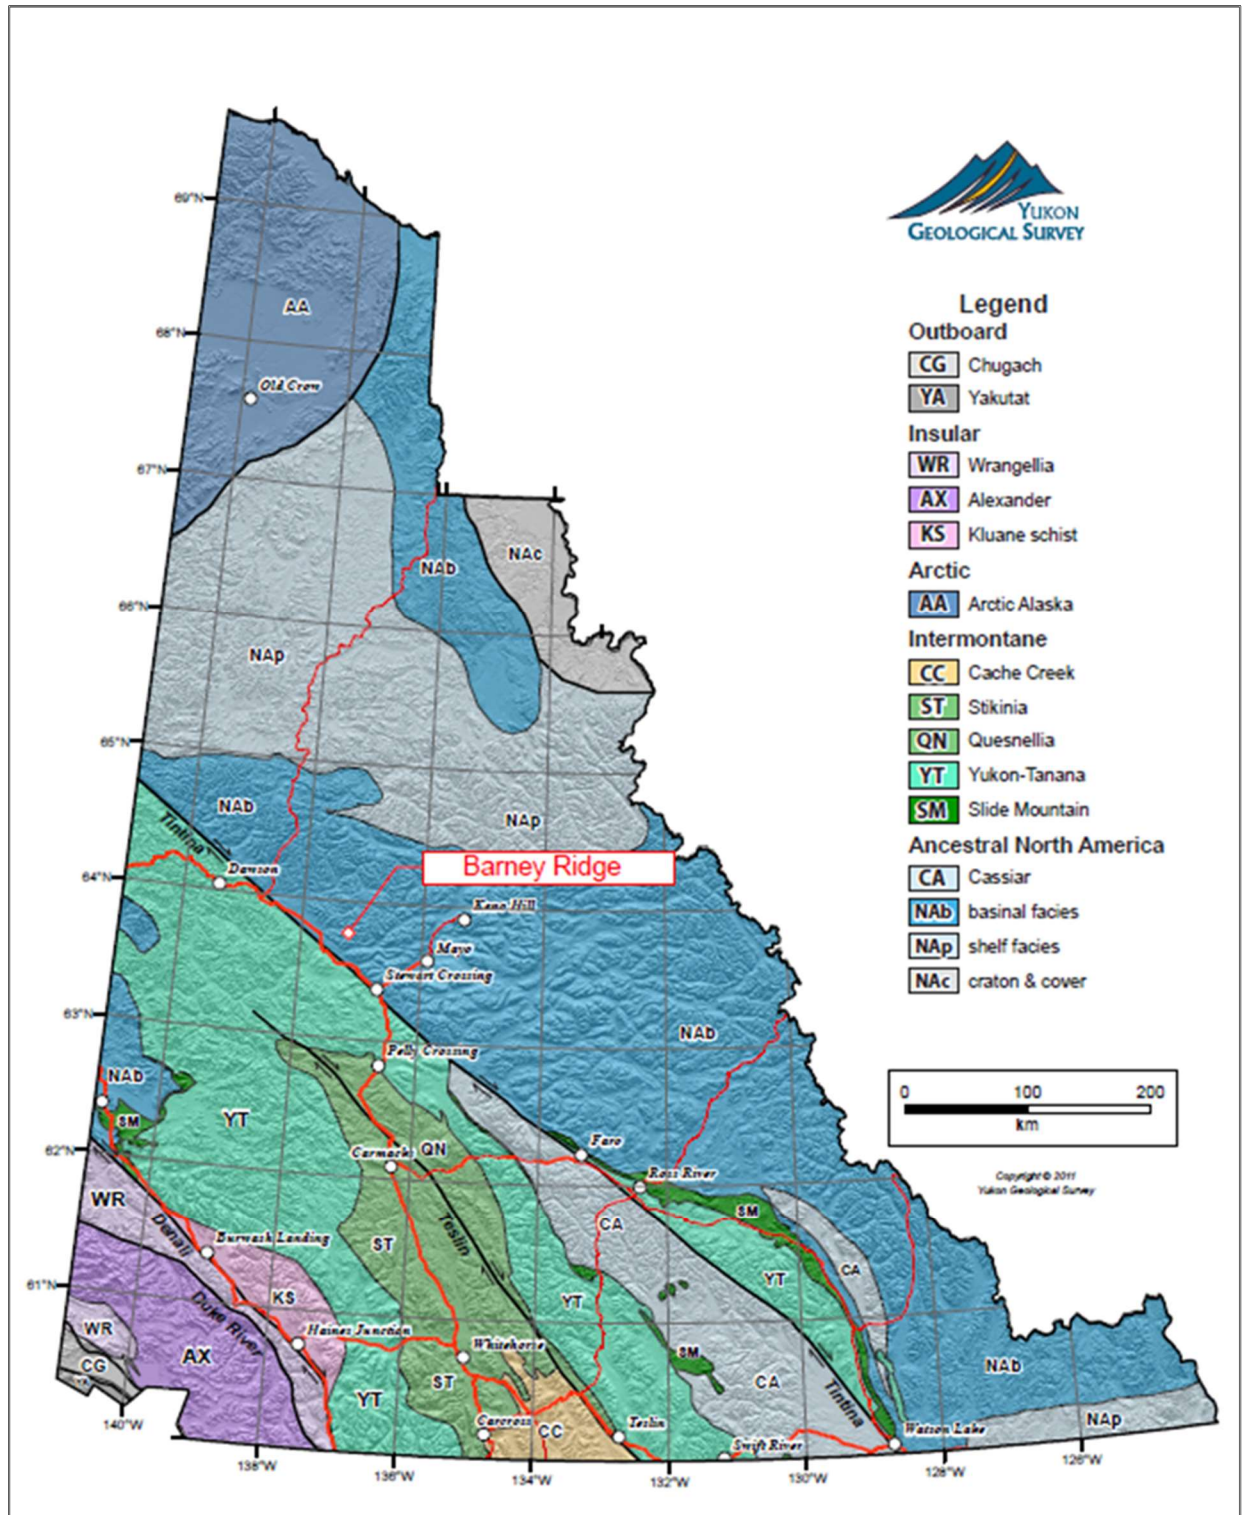 YUKON
GEOLOGICAL SURVEY
Legend
Outboard
CG Chugach
YA Yakutat
Insular
WR Wrangellia
AX Alexander
KS Kluane schist
Arctic
AA Arctic Alaska
Intermontane
CC Cache Creek
ST Stikinia
QN Quesnellia
YT Yukon-Tanana
SM Slide Mountain
Ancestral North America
CA Cassiar
NAb basinal facies
NAp shelf facies
NAc craton & cover
0 100 200
km
Copyright © 2011
Yukon Geological Survey
69°N
AA
68°N
Old Crow
67°N
NAc
NAb
66°N
NAp
65°N
NAb
NAp
Tintina
Barney Ridge
Dawson
64°N
Keno Hill
Mayo
Stewart Crossing
63°N
NAb
Pelly Crossing
NAb
SM
YT
Faro
62°N
Carmacks
QN
Ross River
WR
SM
CA
Denali
Teslin
Burwash Landing
ST
CA
YT
61°N
KS
YT
Duke River
Haines Junction
WR
Whitehorse
AX
SM
CG
YA
NAb
ST
CA
YT
Tintina
140°W
Carcross
CC
Teslin
Swift River
Watson Lake
NAp
138°W
136°W
134°W
132°W
130°W
128°W
126°W